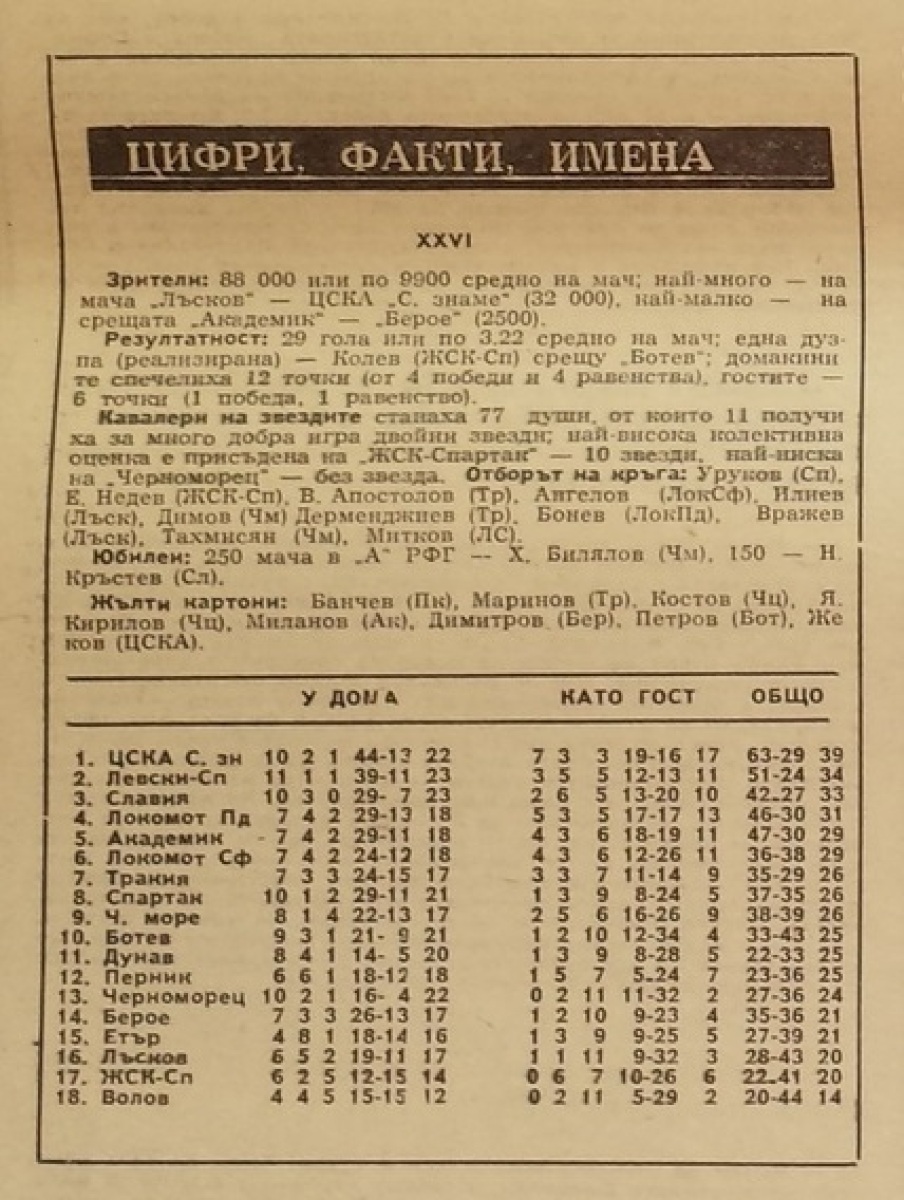 ЦИФРИ, ФАКТИ, ИМЕНА
XXVI
Зрители: 88 000 или по 9900 средно на мач; най-много — на
мача „Лъсков“ — ЦСКА „С. знаме“ (32 000), най-малко — на
срещата „Академик“ — „Берое“ (2500).
Резултатност: 29 гола или по 3,22 средно на мач; една дуз-
па (реализирана) — Колев (ЖСК-Сп) срещу „Ботев“; домакини
те спечелиха 12 точки (от 4 победи и 4 равенства), гостите —
6 точки (1 победа, 1 равенство).
Кавалери на звездите станаха 77 души, от които 11 получи
ха за много добра игра двойни звезди; най-висока колективна
оценка е присъдена на „ЖСК-Спартак“ — 10 звезди, най-ниска
на „Черноморец“ — без звезда. Отборът на кръга: Уруков (Сп),
Е. Недев (ЖСК-Сп), В. Апостолов (Тр), Ангелов (ЛокСф), Илиев
(Лъск), Димов (Чм) Дерменджиев (Тр), Бонев (ЛокПд), Вражев
(Лъск), Тахмисян (Чм), Митков (ЛС).
Юбилеи: 250 мача в „А“ РФГ — Х. Билялов (Чм), 150 — Н.
Кръстев (Сл).
Жълти картони: Банчев (Пк), Маринов (Тр), Костов (Чц), Я.
Кирилов (Чц), Миланов (Ак), Димитров (Бер), Петров (Бот), Же
ков (ЦСКА).
У ДОМА КАТО ГОСТ ОБЩО
1. ЦСКА С. зн 10 2 1 44-13 22 7 3 3 19-16 17 63-29 39
2. Левски-Сп 11 1 1 39-11 23 3 5 5 12-13 11 51-24 34
3. Славия 10 3 0 29- 7 23 2 6 5 13-20 10 42-27 33
4. Локомот Пд 7 4 2 29-13 18 5 3 5 17-17 13 46-30 31
5. Академик - 7 4 2 29-11 18 4 3 6 18-19 11 47-30 29
6. Локомот Сф 7 4 2 24-12 18 4 3 6 12-26 11 36-38 29
7. Тракия 7 3 3 24-15 17 3 3 7 11-14 9 35-29 26
8. Спартак 10 1 2 29-11 21 1 3 9 8-24 5 37-35 26
9. Ч. море 8 1 4 22-13 17 2 5 6 16-26 9 38-39 26
10. Ботев 9 3 1 21- 9 21 1 2 10 12-34 4 33-43 25
11. Дунав 8 4 1 14- 5 20 1 3 9 8-28 5 22-33 25
12. Перник 6 6 1 18-12 18 1 5 7 5-24 7 23-36 25
13. Черноморец 10 2 1 16- 4 22 0 2 11 11-32 2 27-36 24
14. Берое 7 3 3 26-13 17 1 2 10 9-23 4 35-36 21
15. Етър 4 8 1 18-14 16 1 3 9 9-25 5 27-39 21
16. Лъсков 6 5 2 19-11 17 1 1 11 9-32 3 28-43 20
17. ЖСК-Сп 6 2 5 12-15 14 0 6 7 10-26 6 22-41 20
18. Волов 4 4 5 15-15 12 0 2 11 5-29 2 20-44 14